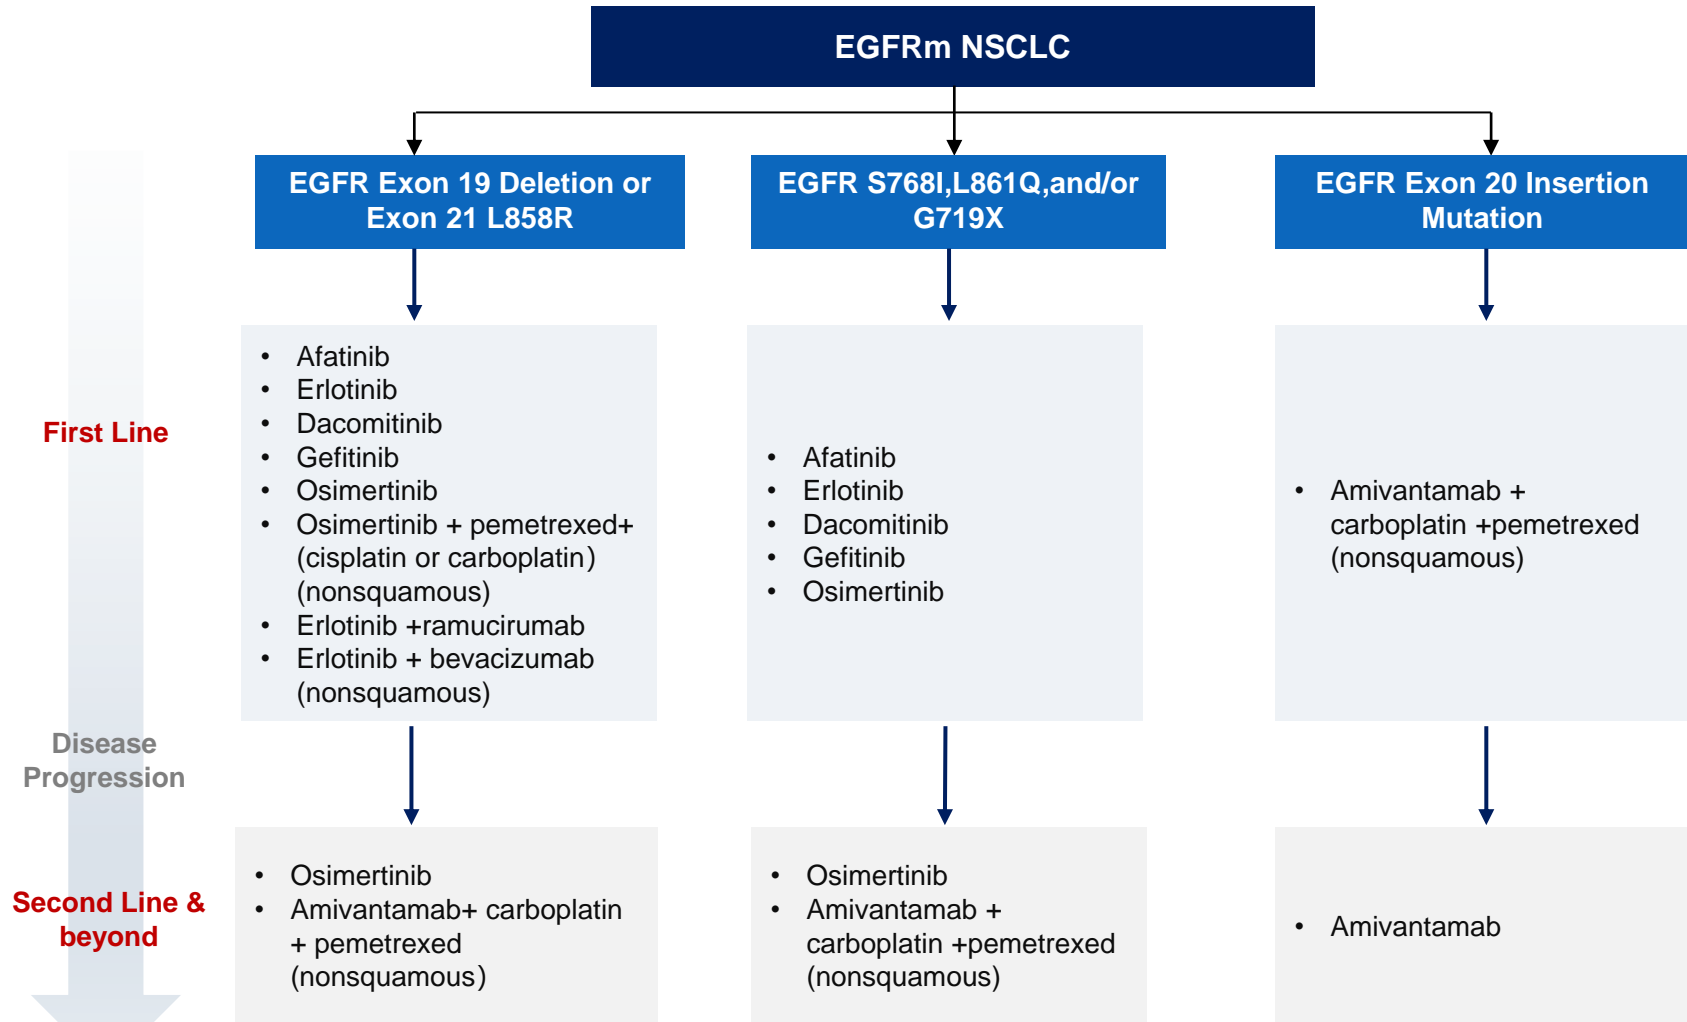 EGFRm NSCLC
EGFR Exon 19 Deletion or
Exon 21 L858R
EGFR S768I,L861Q,and/or
G719X
EGFR Exon 20 Insertion
Mutation
First Line
• Afatinib
• Erlotinib
• Dacomitinib
• Gefitinib
• Osimertinib
• Osimertinib + pemetrexed+
(cisplatin or carboplatin)
(nonsquamous)
• Erlotinib +ramucirumab
• Erlotinib + bevacizumab
(nonsquamous)
• Afatinib
• Erlotinib
• Dacomitinib
• Gefitinib
• Osimertinib
• Amivantamab +
carboplatin +pemetrexed
(nonsquamous)
Disease
Progression
Second Line &
beyond
• Osimertinib
• Amivantamab+ carboplatin
+ pemetrexed
(nonsquamous)
• Osimertinib
• Amivantamab +
carboplatin +pemetrexed
(nonsquamous)
• Amivantamab